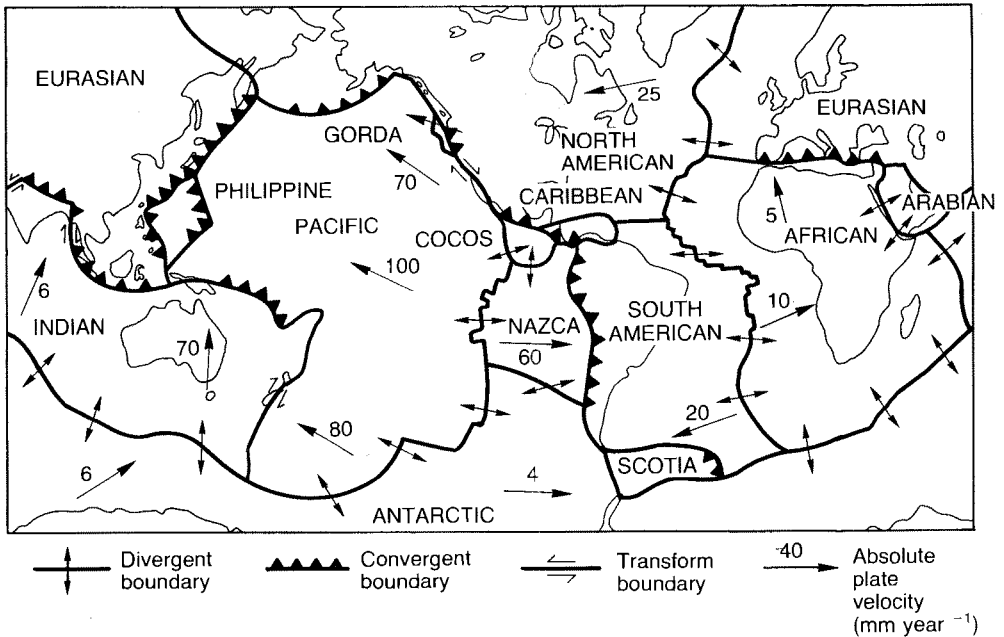 EURASIAN
25
EURASIAN
GORDA
NORTH
AMERICAN
70
PHILIPPINE
CARIBBEAN
ARABIAN
5
PACIFIC
COCOS
AFRICAN
100
6
10
INDIAN
NAZCA
SOUTH
AMERICAN
70
60
80
20
6
4
SCOTIA
ANTARCTIC
Divergent
boundary
Convergent
boundary
Transform
boundary
40
Absolute
plate
velocity
(mm year ⁻¹)